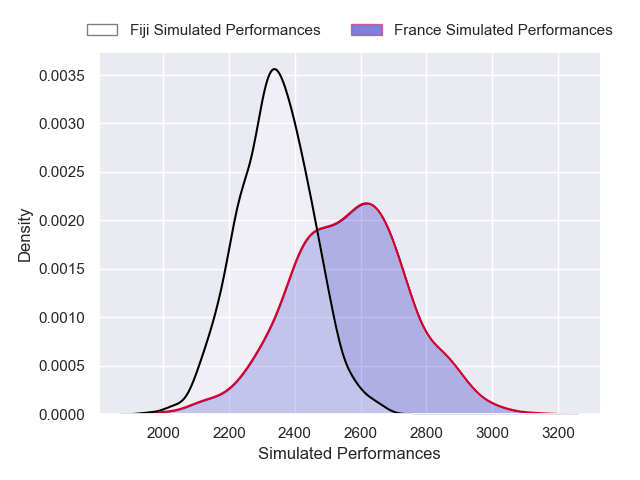 Fiji Simulated Performances France Simulated Performances
0.0035
0.0030
0.0025
0.0020
0.0015
0.0010
0.0005
0.0000
Density
2000 2200 2400 2600 2800 3000 3200
Simulated Performances